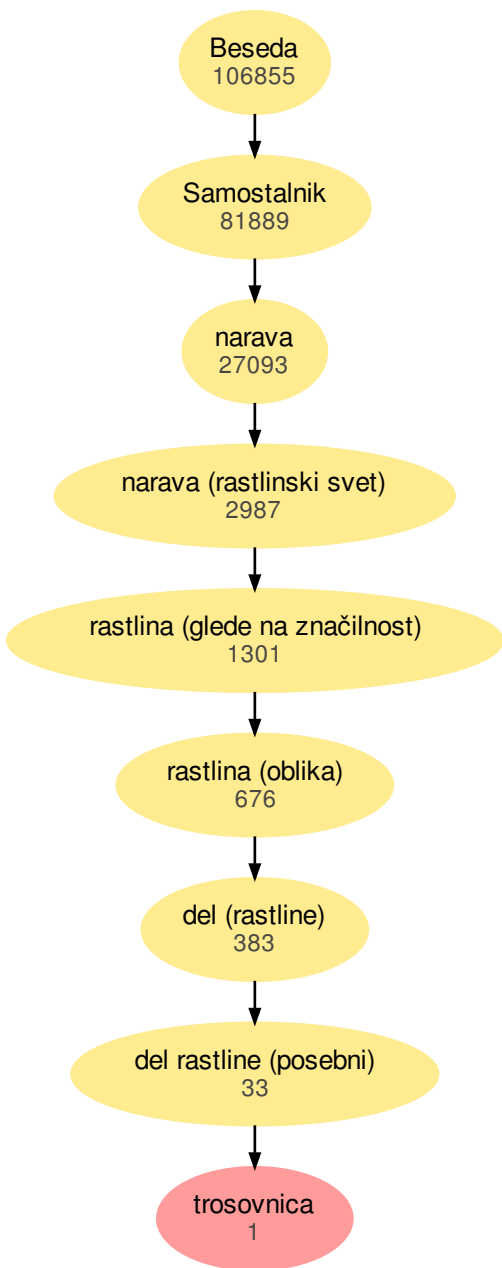 Beseda
106855
Samostalnik
81889
narava
27093
narava (rastlinski svet)
2987
rastlina (glede na značilnost)
1301
rastlina (oblika)
676
del (rastline)
383
del rastline (posebni)
33
trosovnica
1